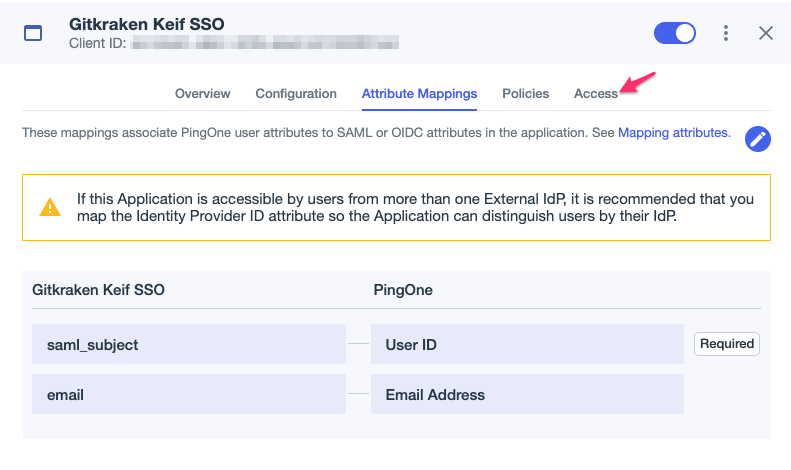 Gitkraken Keif SSO
Client ID:
Overview Configuration Attribute Mappings Policies Access
These mappings associate PingOne user attributes to SAML or OIDC attributes in the application. See Mapping attributes.
If this Application is accessible by users from more than one External IdP, it is recommended that you
map the Identity Provider ID attribute so the Application can distinguish users by their IdP.
Gitkraken Keif SSO PingOne
saml_subject User ID Required
email Email Address